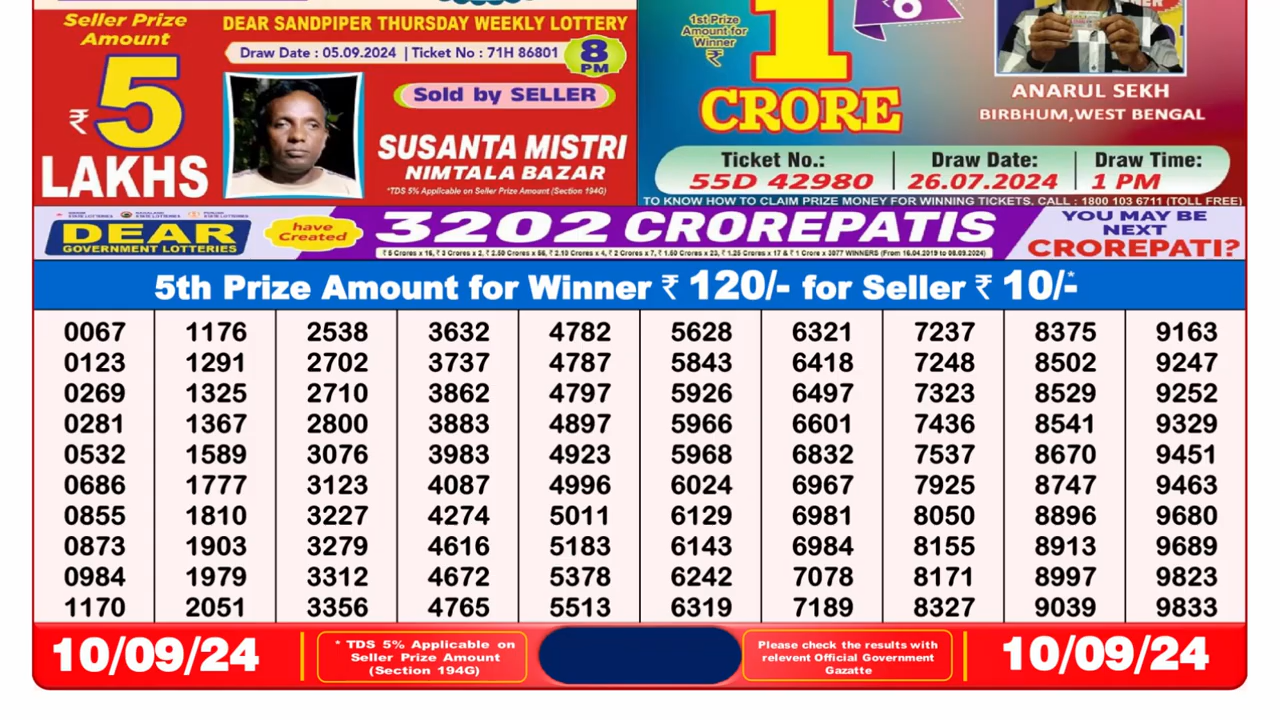 Seller Prize
Amount
₹5
LAKHS
DEAR SANDPIPER THURSDAY WEEKLY LOTTERY
Draw Date : 05.09.2024 | Ticket No : 71H 86801
8
PM
Sold by SELLER
SUSANTA MISTRI
NIMTALA BAZAR
*TDS 5% Applicable on Seller Prize Amount (Section 194G)
1st Prize
Amount for
Winner
₹
1
CRORE
ANARUL SEKH
BIRBHUM,WEST BENGAL
Ticket No.: Draw Date: Draw Time:
55D 42980 26.07.2024 1 PM
TO KNOW HOW TO CLAIM PRIZE MONEY FOR WINNING TICKETS, CALL : 1800 103 6711 (TOLL FREE)
DEAR
GOVERNMENT LOTTERIES
have
Created
3202 CROREPATIS
YOU MAY BE
NEXT
CROREPATI?
5th Prize Amount for Winner ₹ 120/- for Seller ₹ 10/-*
0067 1176 2538 3632 4782 5628 6321 7237 8375 9163
0123 1291 2702 3737 4787 5843 6418 7248 8502 9247
0269 1325 2710 3862 4797 5926 6497 7323 8529 9252
0281 1367 2800 3883 4897 5966 6601 7436 8541 9329
0532 1589 3076 3983 4923 5968 6832 7537 8670 9451
0686 1777 3123 4087 4996 6024 6967 7925 8747 9463
0855 1810 3227 4274 5011 6129 6981 8050 8896 9680
0873 1903 3279 4616 5183 6143 6984 8155 8913 9689
0984 1979 3312 4672 5378 6242 7078 8171 8997 9823
1170 2051 3356 4765 5513 6319 7189 8327 9039 9833
10/09/24
* TDS 5% Applicable on
Seller Prize Amount
(Section 194G)
Please check the results with
relevent Official Government
Gazatte
10/09/24